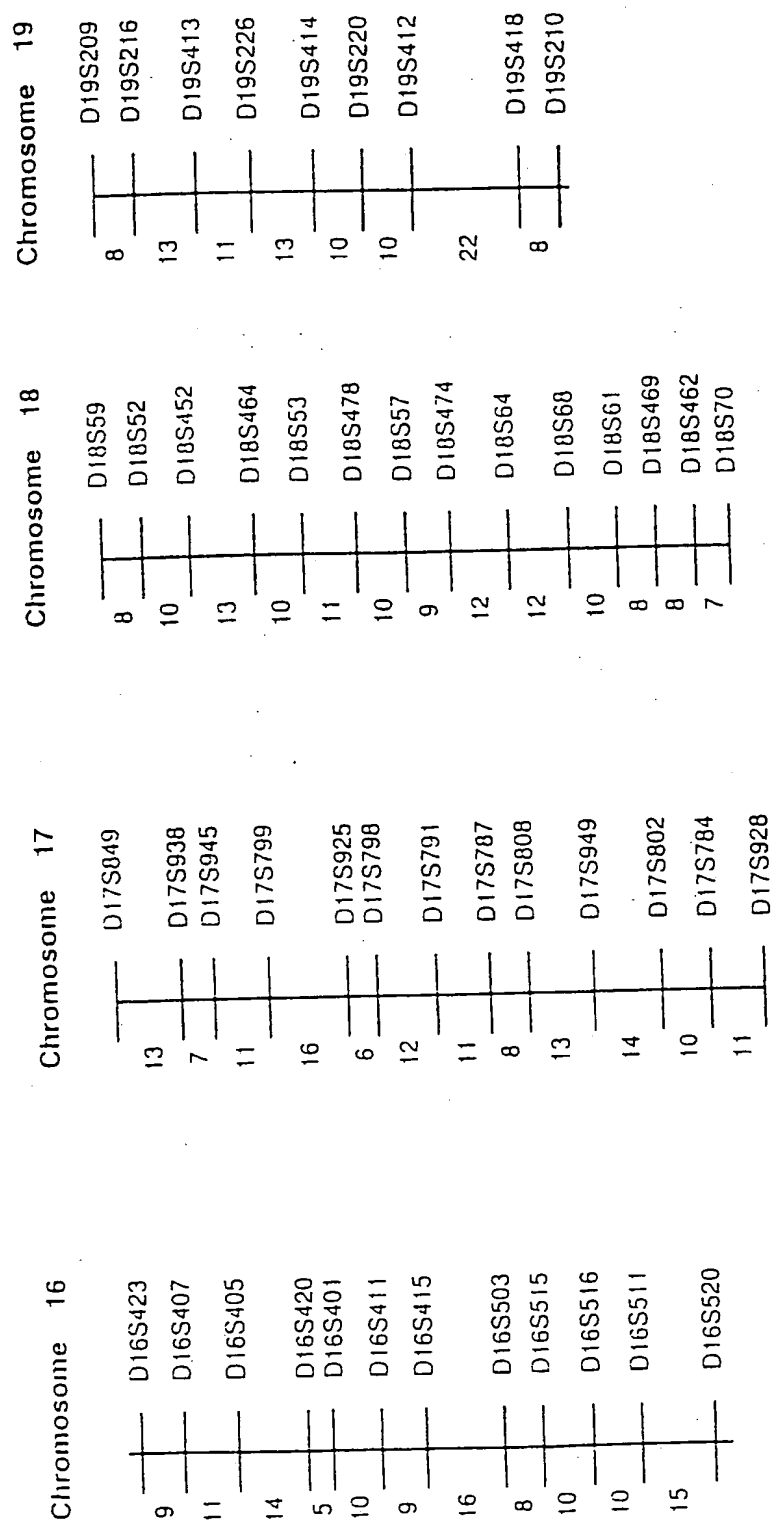 Chromosome 16
D16S423
9
D16S407
11
D16S405
14
D16S420
5
D16S401
10
D16S411
9
D16S415
16
D16S503
8
D16S515
10
D16S516
10
D16S511
15
D16S520
Chromosome 17
D17S849
13
D17S938
7
D17S945
11
D17S799
16
D17S925
6
D17S798
12
D17S791
11
D17S787
8
D17S808
13
D17S949
14
D17S802
10
D17S784
11
D17S928
Chromosome 18
D18S59
8
D18S52
10
D18S452
13
D18S464
10
D18S53
11
D18S478
10
D18S57
9
D18S474
12
D18S64
12
D18S68
10
D18S61
8
D18S469
8
D18S462
7
D18S70
Chromosome 19
D19S209
8
D19S216
13
D19S413
11
D19S226
13
D19S414
10
D19S220
10
D19S412
22
D19S418
8
D19S210